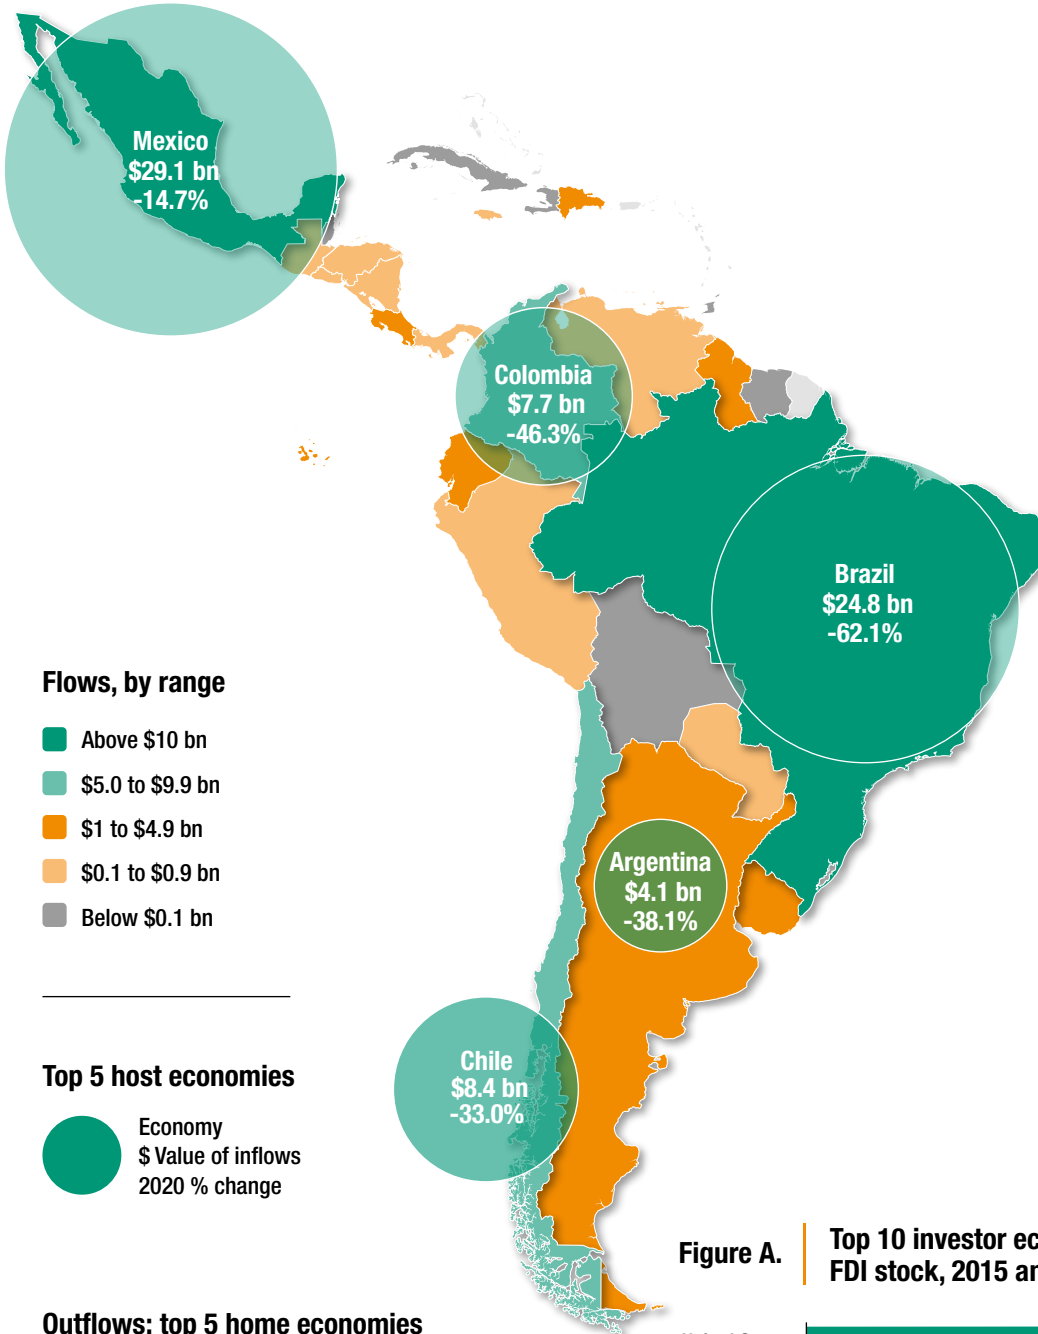 Mexico
$29.1 bn
-14.7%
Colombia
$7.7 bn
-46.3%
Brazil
$24.8 bn
-62.1%
Flows, by range
Above $10 bn
$5.0 to $9.9 bn
$1 to $4.9 bn
$0.1 to $0.9 bn
Below $0.1 bn
Argentina
$4.1 bn
-38.1%
Chile
$8.4 bn
-33.0%
Top 5 host economies
Economy
$ Value of inflows
2020 % change
Figure A.
Top 10 investor ec
FDI stock, 2015 an
Outflows: top 5 home economies